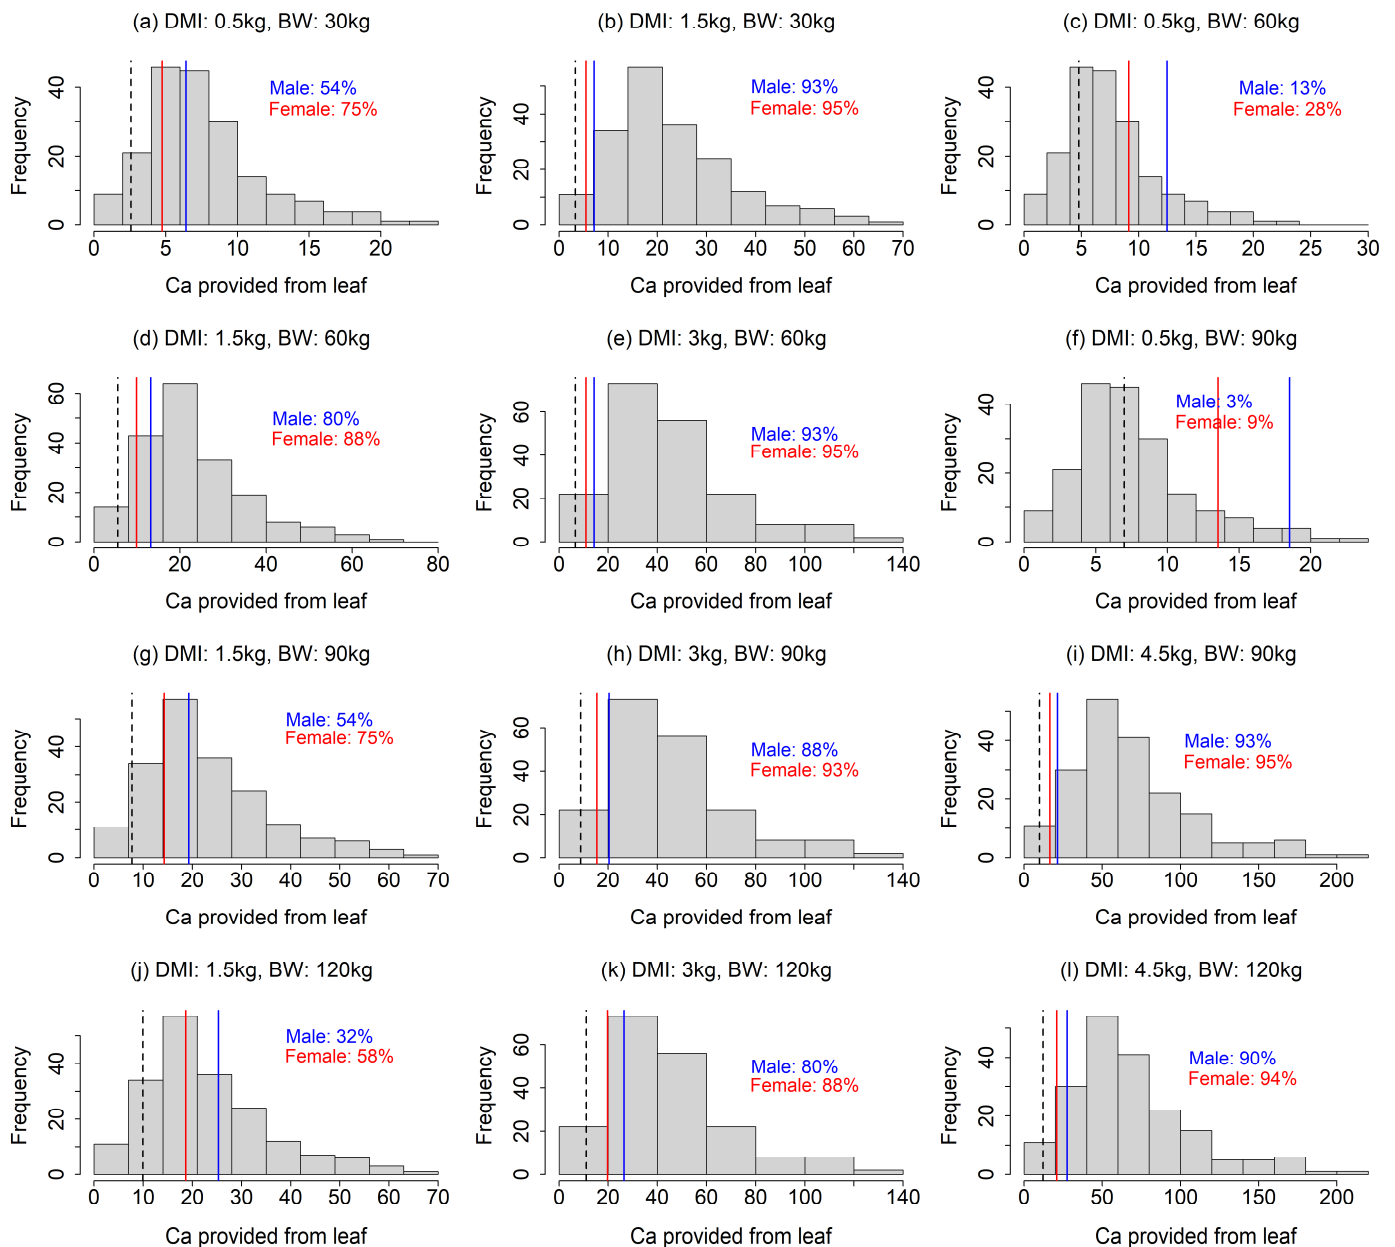 (a) DMI: 0.5kg, BW: 30kg
Male: 54%
Female: 75%
Frequency
0 20 40
0 5 10 15 20
Ca provided from leaf
(b) DMI: 1.5kg, BW: 30kg
Male: 93%
Female: 95%
Frequency
0 20 40
0 10 20 30 40 50 60 70
Ca provided from leaf
(c) DMI: 0.5kg, BW: 60kg
Male: 13%
Female: 28%
Frequency
0 20 40
0 5 10 15 20 25 30
Ca provided from leaf
(d) DMI: 1.5kg, BW: 60kg
Male: 80%
Female: 88%
Frequency
0 20 40 60
0 20 40 60 80
Ca provided from leaf
(e) DMI: 3kg, BW: 60kg
Male: 93%
Female: 95%
Frequency
0 20 40 60
0 20 40 60 80 100 140
Ca provided from leaf
(f) DMI: 0.5kg, BW: 90kg
Male: 3%
Female: 9%
Frequency
0 20 40
0 5 10 15 20
Ca provided from leaf
(g) DMI: 1.5kg, BW: 90kg
Male: 54%
Female: 75%
Frequency
0 20 40
0 10 20 30 40 50 60 70
Ca provided from leaf
(h) DMI: 3kg, BW: 90kg
Male: 88%
Female: 93%
Frequency
0 20 40 60
0 20 40 60 80 100 140
Ca provided from leaf
(i) DMI: 4.5kg, BW: 90kg
Male: 93%
Female: 95%
Frequency
0 20 40
0 50 100 150 200
Ca provided from leaf
(j) DMI: 1.5kg, BW: 120kg
Male: 32%
Female: 58%
Frequency
0 20 40
0 10 20 30 40 50 60 70
Ca provided from leaf
(k) DMI: 3kg, BW: 120kg
Male: 80%
Female: 88%
Frequency
0 20 40 60
0 20 40 60 80 100 140
Ca provided from leaf
(l) DMI: 4.5kg, BW: 120kg
Male: 90%
Female: 94%
Frequency
0 20 40
0 50 100 150 200
Ca provided from leaf